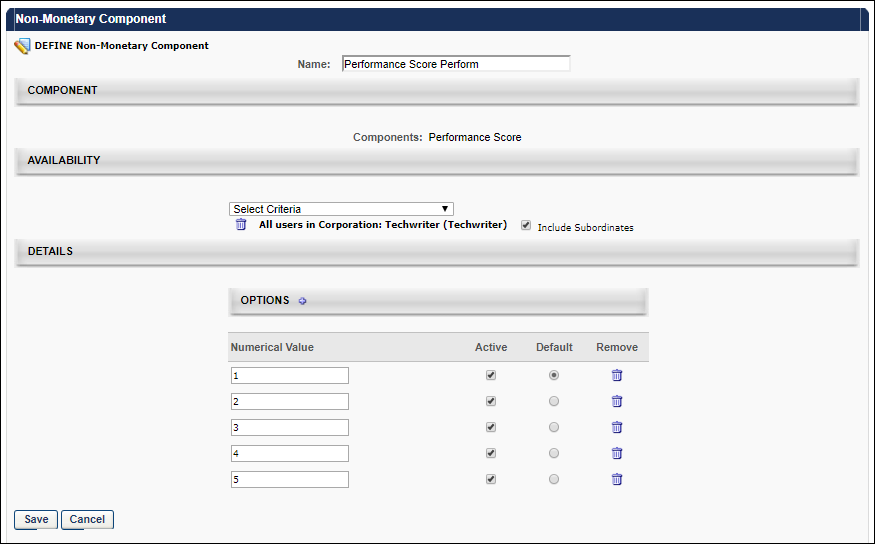 Non-Monetary Component
DEFINE Non-Monetary Component
Name: Performance Score Perform
COMPONENT
Components: Performance Score
AVAILABILITY
Select Criteria
All users in Corporation: Techwriter (Techwriter) Include Subordinates
DETAILS
OPTIONS
Numerical Value Active Default Remove
1
2
3
4
5
Save Cancel